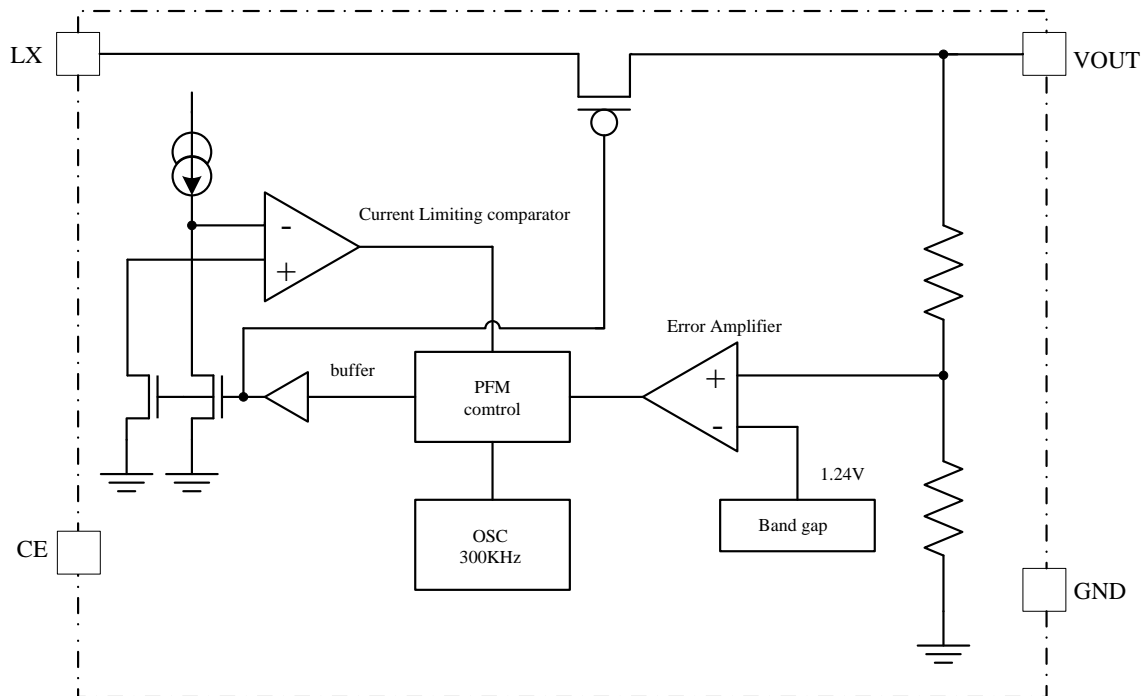 LX
VOUT
-
+
Current Limiting comparator
Error Amplifier
buffer
PFM
comtrol
+
-
1.24V
OSC
300KHz
Band gap
CE
GND